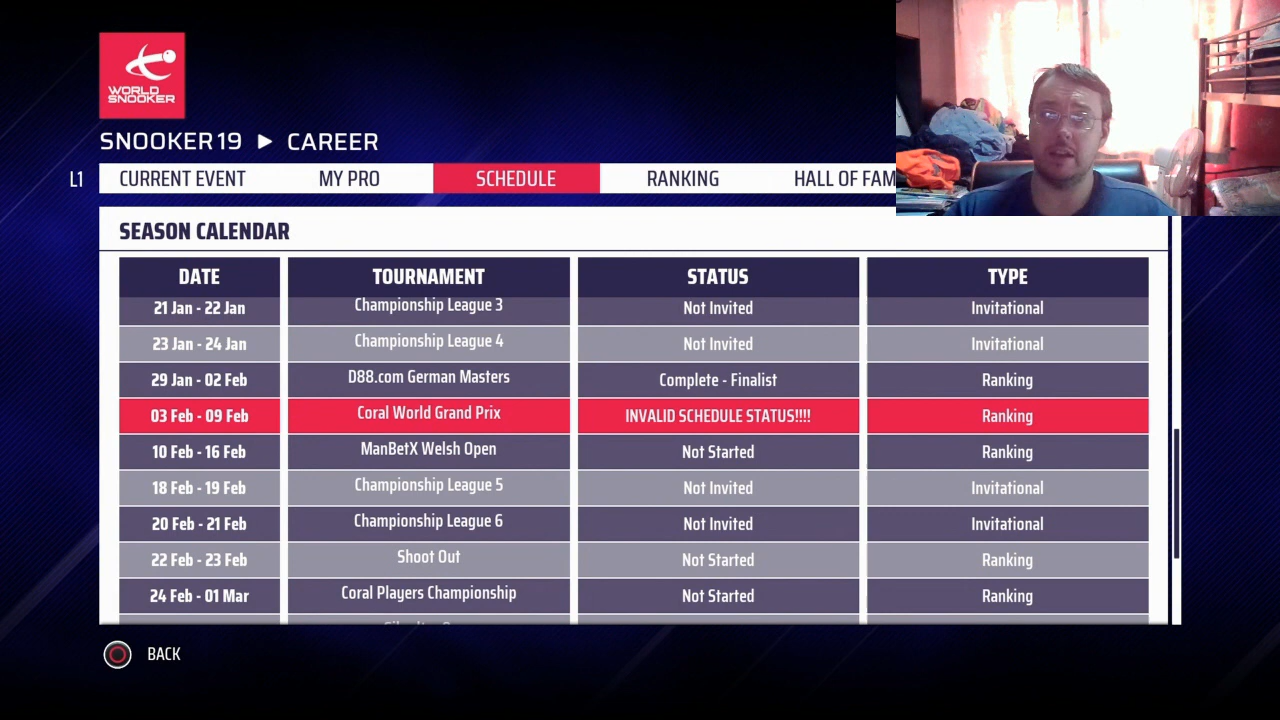 WORLD
SNOOKER
SNOOKER 19 ► CAREER
L1 CURRENT EVENT MY PRO SCHEDULE RANKING HALL OF FAM
SEASON CALENDAR
DATE TOURNAMENT STATUS TYPE
21 Jan - 22 Jan Championship League 3 Not Invited Invitational
23 Jan - 24 Jan Championship League 4 Not Invited Invitational
29 Jan - 02 Feb D88.com German Masters Complete - Finalist Ranking
03 Feb - 09 Feb Coral World Grand Prix INVALID SCHEDULE STATUS!!!! Ranking
10 Feb - 16 Feb ManBetX Welsh Open Not Started Ranking
18 Feb - 19 Feb Championship League 5 Not Invited Invitational
20 Feb - 21 Feb Championship League 6 Not Invited Invitational
22 Feb - 23 Feb Shoot Out Not Started Ranking
24 Feb - 01 Mar Coral Players Championship Not Started Ranking
BACK